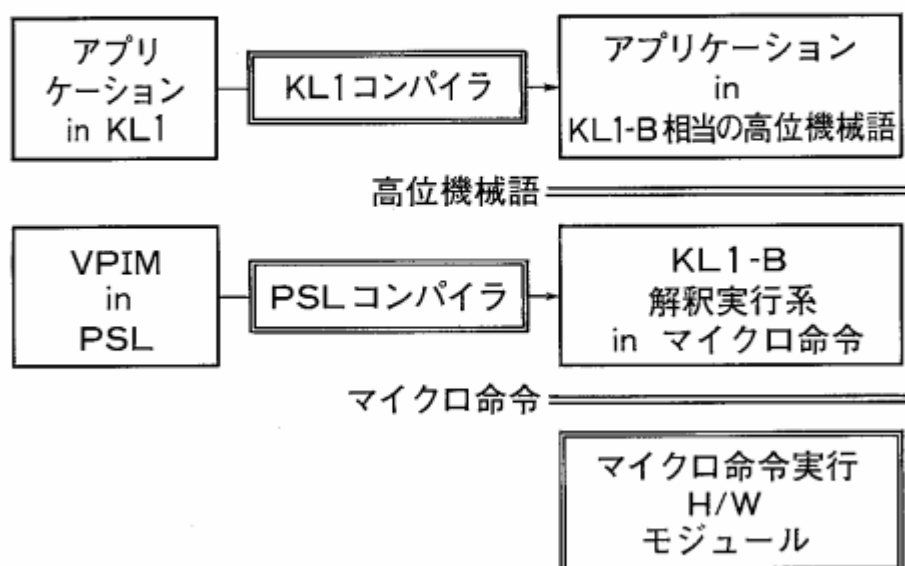 アプリ
ケーション
in KL1
KL1コンパイラ
アプリケーション
in
KL1-B相当の高位機械語
高位機械語
VPIM
in
PSL
PSLコンパイラ
KL1-B
解釈実行系
in マイクロ命令
マイクロ命令
マイクロ命令実行
H/W
モジュール